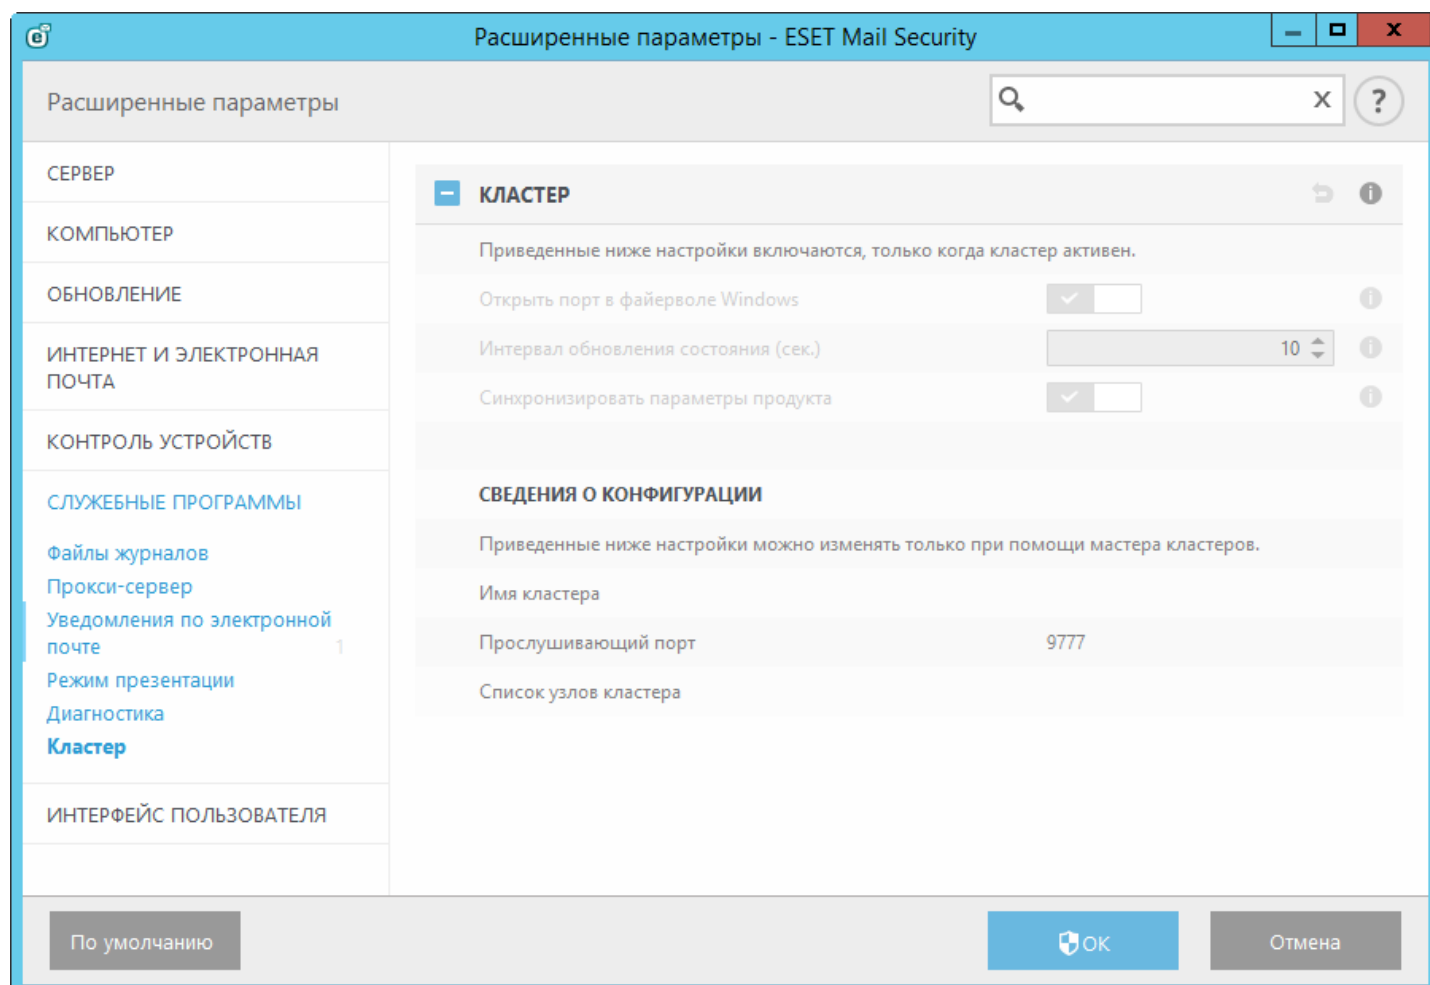 Расширенные параметры - ESET Mail Security
Расширенные параметры
СЕРВЕР
КОМПЬЮТЕР
ОБНОВЛЕНИЕ
ИНТЕРНЕТ И ЭЛЕКТРОННАЯ
ПОЧТА
КОНТРОЛЬ УСТРОЙСТВ
СЛУЖЕБНЫЕ ПРОГРАММЫ
Файлы журналов
Прокси-сервер
Уведомления по электронной
почте 1
Режим презентации
Диагностика
Кластер
ИНТЕРФЕЙС ПОЛЬЗОВАТЕЛЯ
КЛАСТЕР
Приведенные ниже настройки включаются, только когда кластер активен.
Открыть порт в файерволе Windows
Интервал обновления состояния (сек.) 10
Синхронизировать параметры продукта
СВЕДЕНИЯ О КОНФИГУРАЦИИ
Приведенные ниже настройки можно изменять только при помощи мастера кластеров.
Имя кластера
Прослушивающий порт 9777
Список узлов кластера
По умолчанию
ОК
Отмена